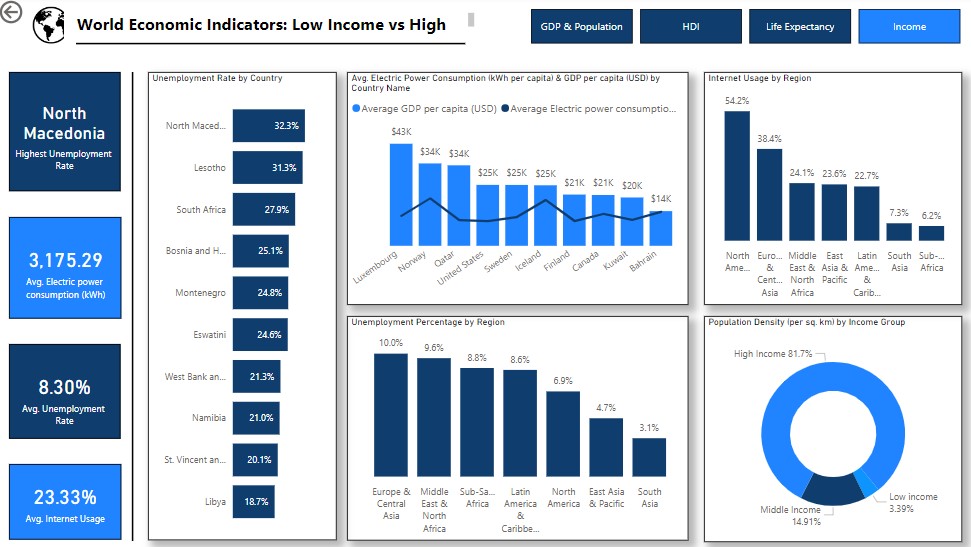 World Economic Indicators: Low Income vs High
GDP & Population
HDI
Life Expectancy
Income
North
Macedonia
Highest Unemployment
Rate
3,175.29
Avg. Electric power
consumption (kWh)
8.30%
Avg. Unemployment
Rate
23.33%
Avg. Internet Usage
Unemployment Rate by Country
North Maced...
32.3%
Lesotho
31.3%
South Africa
27.9%
Bosnia and H...
25.1%
Montenegro
24.8%
Eswatini
24.6%
West Bank an...
21.3%
Namibia
21.0%
St. Vincent an...
20.1%
Libya
18.7%
Avg. Electric Power Consumption (kWh per capita) & GDP per capita (USD) by
Country Name
Average GDP per capita (USD)
Average Electric power consumptio...
$43K
$34K
$34K
$25K
$25K
$25K
$21K
$21K
$20K
$14K
Luxembourg
Norway
Qatar
United States
Sweden
Iceland
Finland
Canada
Kuwait
Bahrain
Internet Usage by Region
54.2%
38.4%
24.1%
23.6%
22.7%
7.3%
6.2%
North
Ame...
Euro...
&
Cent...
Asia
Middle
East &
North
Africa
East
Asia &
Pacific
Latin
Ame...
&
Carib...
South
Asia
Sub-...
Africa
Unemployment Percentage by Region
10.0%
9.6%
8.8%
8.6%
6.9%
4.7%
3.1%
Europe &
Central
Asia
Middle
East &
North
Africa
Sub-Sa...
Africa
Latin
America
&
Caribbe...
North
America
East Asia
& Pacific
South
Asia
Population Density (per sq. km) by Income Group
High Income 81.7%
Low income
3.39%
Middle Income
14.91%